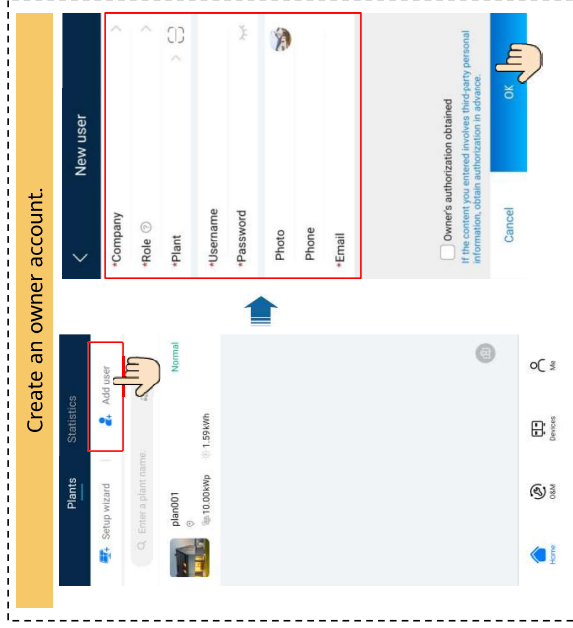 Create an owner account.
Plants
Statistics
Setup wizard
Add user
Enter a plant name.
plan001
Normal
10.00kWp
1.59kWh
Home
O&M
Devices
Me
New user
*Company
*Role
*Plant
*Username
*Password
Photo
Phone
*Email
Owner's authorization obtained
If the content you entered involves third-party personal
information, obtain authorization in advance.
Cancel
OK